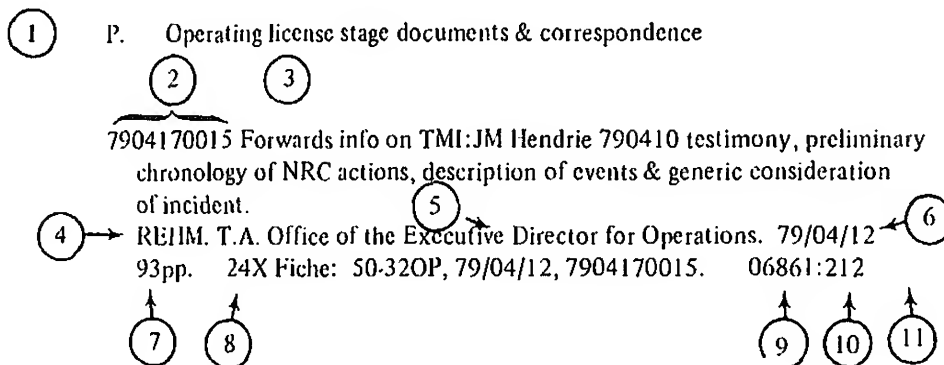 1 P. Operating license stage documents & correspondence
2 3
7904170015 Forwards info on TMI:JM Hendrie 790410 testimony, preliminary
chronology of NRC actions, description of events & generic consideration
of incident.
5 6
4 REHM. T.A. Office of the Executive Director for Operations. 79/04/12
93pp. 24X Fiche: 50-320P, 79/04/12, 7904170015. 06861:212
7 8 9 10 11